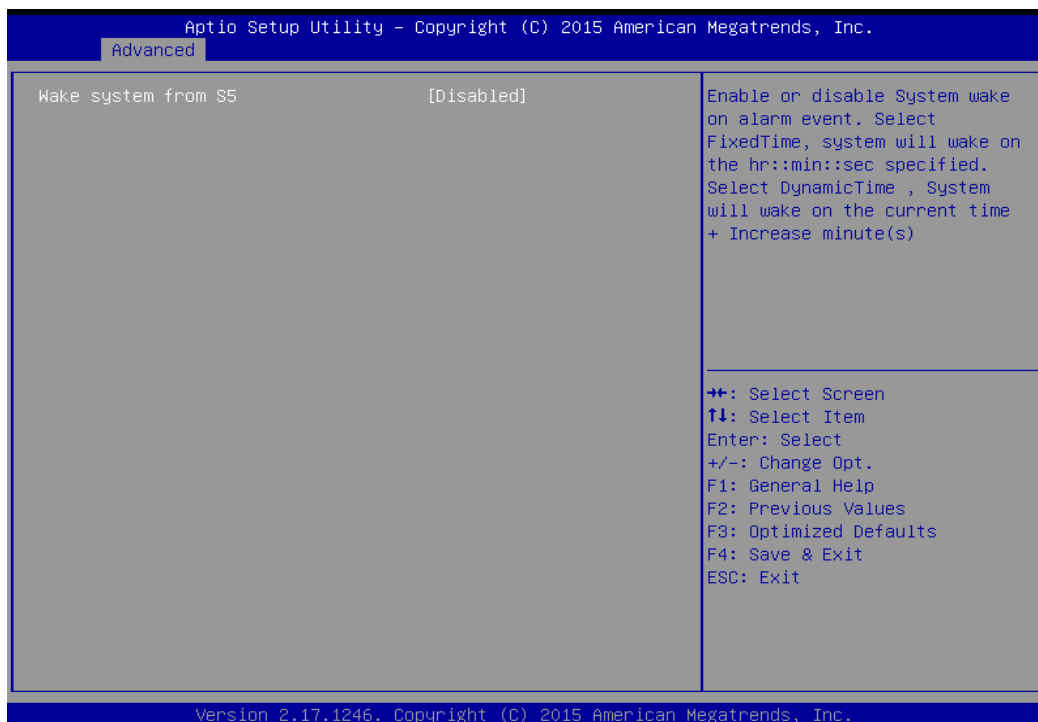 Aptio Setup Utility – Copyright (C) 2015 American Megatrends, Inc.
Advanced
Wake system from S5 [Disabled]
Enable or disable System wake
on alarm event. Select
FixedTime, system will wake on
the hr::min::sec specified.
Select DynamicTime , System
will wake on the current time
+ Increase minute(s)
→←: Select Screen
↑↓: Select Item
Enter: Select
+/-: Change Opt.
F1: General Help
F2: Previous Values
F3: Optimized Defaults
F4: Save & Exit
ESC: Exit
Version 2.17.1246. Copyright (C) 2015 American Megatrends, Inc.